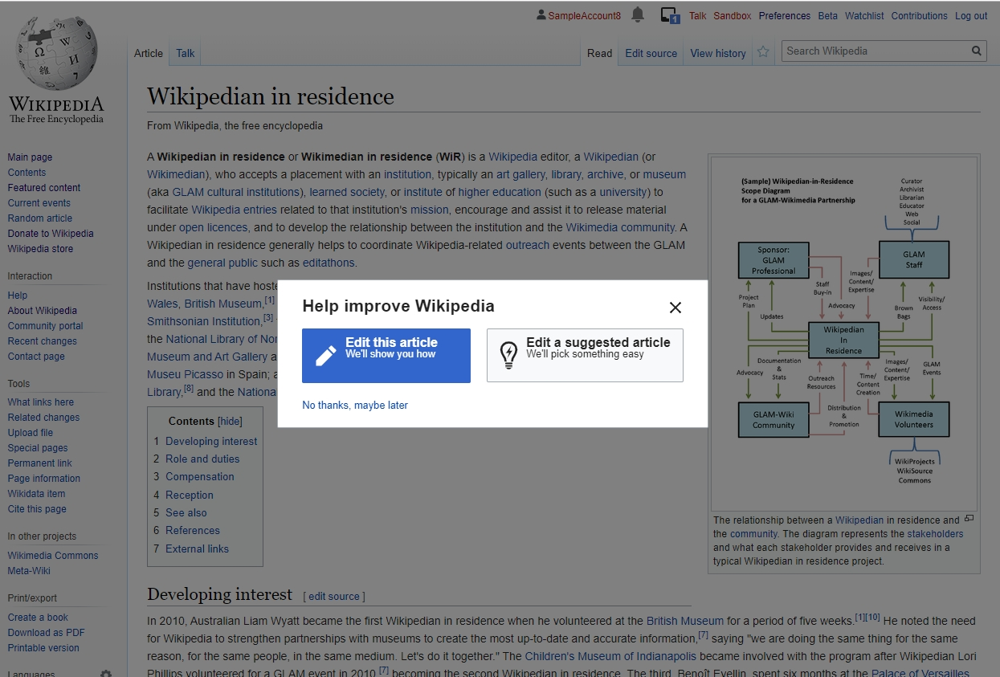 SampleAccount8 1 Talk Sandbox Preferences Beta Watchlist Contributions Log out
Article Talk Read Edit source View history Search Wikipedia
WIKIPEDIA
The Free Encyclopedia
Main page
Contents
Featured content
Current events
Random article
Donate to Wikipedia
Wikipedia store
Interaction
Help
About Wikipedia
Community portal
Recent changes
Contact page
Tools
What links here
Related changes
Upload file
Special pages
Permanent link
Page information
Wikidata item
Cite this page
In other projects
Wikimedia Commons
Meta-Wiki
Print/export
Create a book
Download as PDF
Printable version
Languages
Wikipedian in residence
From Wikipedia, the free encyclopedia
A Wikipedian in residence or Wikimedian in residence (WiR) is a Wikipedia editor, a Wikipedian (or
Wikimedian), who accepts a placement with an institution, typically an art gallery, library, archive, or museum
(aka GLAM cultural institutions), learned society, or institute of higher education (such as a university) to
facilitate Wikipedia entries related to that institution's mission, encourage and assist it to release material
under open licences, and to develop the relationship between the institution and the Wikimedia community. A
Wikipedian in residence generally helps to coordinate Wikipedia-related outreach events between the GLAM
and the general public such as editathons.
Institutions that have hoste
Wales, British Museum,[1]
Smithsonian Institution,[3]
the National Library of Nor
Museum and Art Gallery a
Museu Picasso in Spain; a
Library,[8] and the Nationa
Help improve Wikipedia
Edit this article
We'll show you how
Edit a suggested article
We'll pick something easy
No thanks, maybe later
Contents [hide]
1 Developing interest
2 Role and duties
3 Compensation
4 Reception
5 See also
6 References
7 External links
(Sample) Wikipedian-in-Residence
Scope Diagram
for a GLAM-Wikimedia Partnership
Curator
Archivist
Librarian
Educator
Web
Social
Sponsor:
GLAM
Professional
GLAM
Staff
Staff
Buy-in
Images/
Content/
Expertise
Project
Plan
Updates
Advocacy
Brown
Bags
Visibility/
Access
Wikipedian
In
Residence
Advocacy
Documentation
&
Stats
Outreach
Resources
Time/
Content
Creation
Images/
Content/
Expertise
GLAM
Events
Distribution
&
Promotion
GLAM-Wiki
Community
Wikimedia
Volunteers
WikiProjects
WikiSource
Commons
The relationship between a Wikipedian in residence and
the community. The diagram represents the stakeholders
and what each stakeholder provides and receives in a
typical Wikipedian in residence project.
Developing interest [ edit source ]
In 2010, Australian Liam Wyatt became the first Wikipedian in residence when he volunteered at the British Museum for a period of five weeks.[1][10] He noted the need
for Wikipedia to strengthen partnerships with museums to create the most up-to-date and accurate information,[7] saying "we are doing the same thing for the same
reason, for the same people, in the same medium. Let's do it together." The Children's Museum of Indianapolis became involved with the program after Wikipedian Lori
Phillips volunteered for a GLAM event in 2010,[7] becoming the second Wikipedian in residence. The third, Benoît Evellin, spent six months at the Palace of Versailles